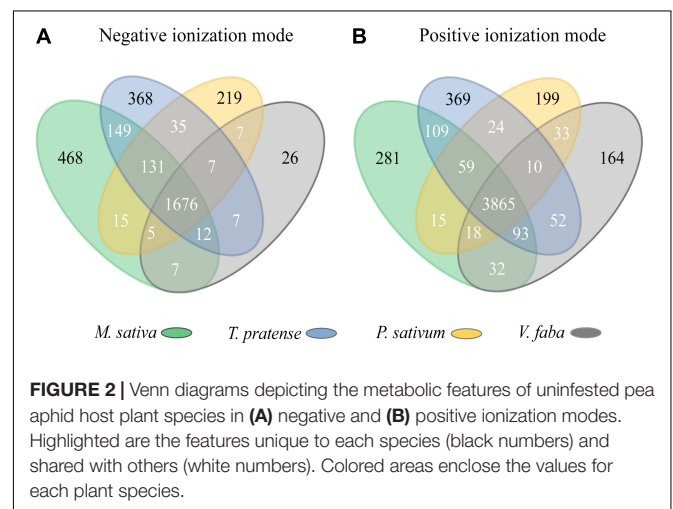 A Negative ionization mode
B Positive ionization mode
368 219
149 35 7
468 26
131 7
1676
15 5 12 7
7
369 199
109 24 33
281 164
59 10
3865
15 18 93 52
32
M. sativa T. pratense P. sativum V. faba
FIGURE 2 | Venn diagrams depicting the metabolic features of uninfested pea
aphid host plant species in (A) negative and (B) positive ionization modes.
Highlighted are the features unique to each species (black numbers) and
shared with others (white numbers). Colored areas enclose the values for
each plant species.